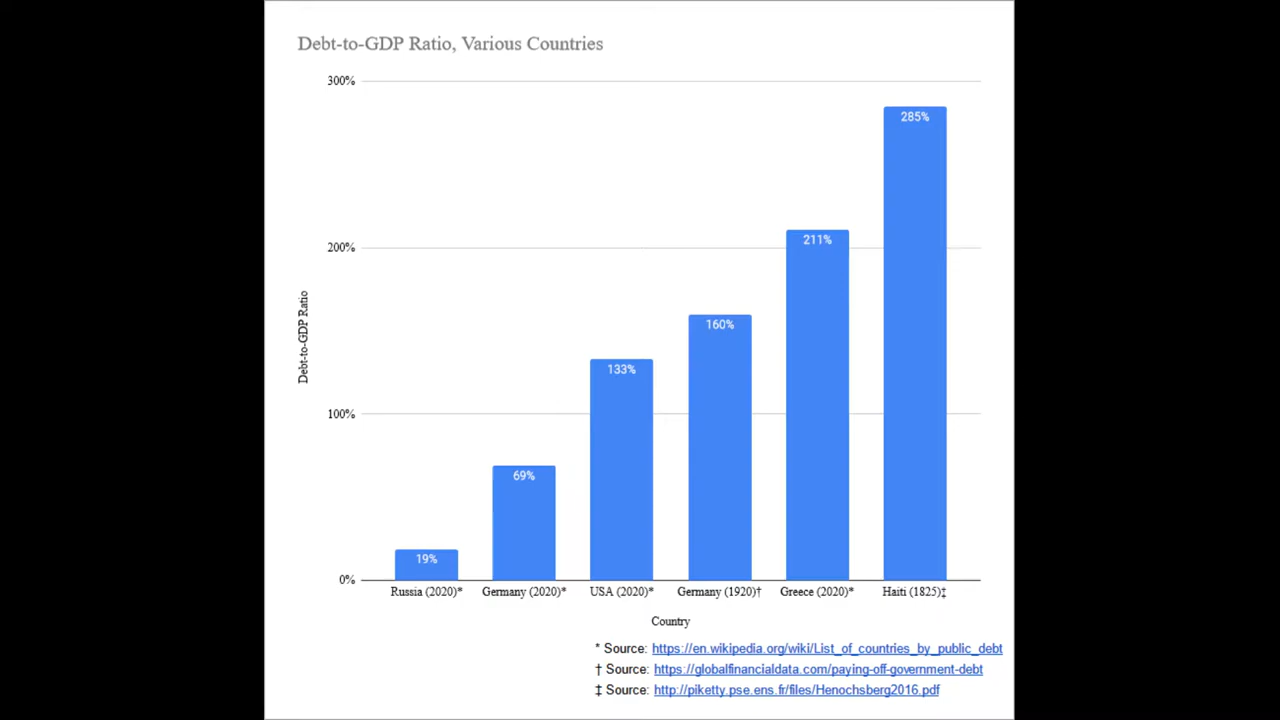 Debt-to-GDP Ratio, Various Countries
300%
285%
200%
211%
160%
133%
100%
69%
19%
0%
Debt-to-GDP Ratio
Russia (2020)*
Germany (2020)*
USA (2020)*
Germany (1920)†
Greece (2020)*
Haiti (1825)‡
Country
* Source: https://en.wikipedia.org/wiki/List_of_countries_by_public_debt
† Source: https://globalfinancialdata.com/paying-off-government-debt
‡ Source: http://piketty.pse.ens.fr/files/Henochsberg2016.pdf